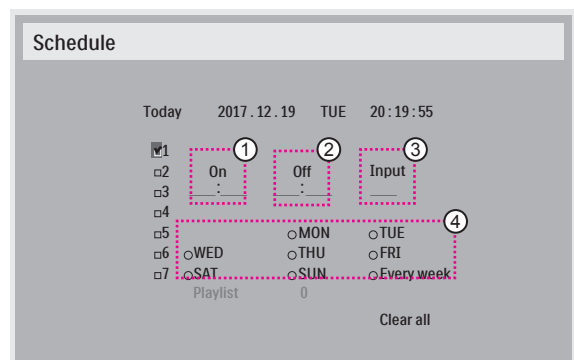 Schedule
Today 2017 . 12 . 19 TUE 20 : 19 : 55
1 1 2 3
2 On Off Input
3 __:__ __:__ __
4 4
5 MON TUE
6 WED THU FRI
7 SAT SUN Every week
Playlist 0
Clear all